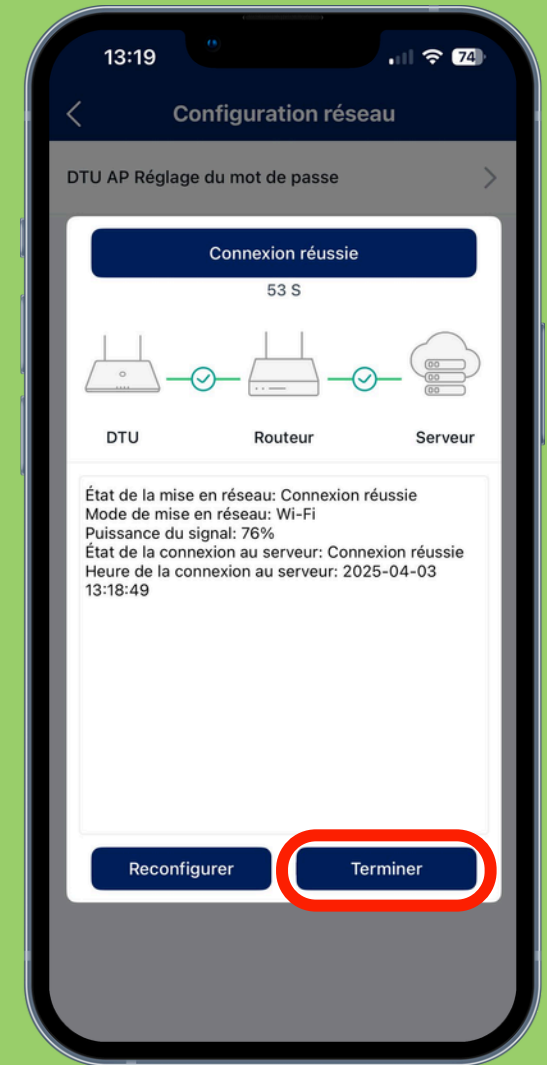 13:19
74
Configuration réseau
DTU AP Réglage du mot de passe
Connexion réussie
53 S
DTU Routeur Serveur
État de la mise en réseau: Connexion réussie
Mode de mise en réseau: Wi-Fi
Puissance du signal: 76%
État de la connexion au serveur: Connexion réussie
Heure de la connexion au serveur: 2025-04-03
13:18:49
Reconfigurer Terminer